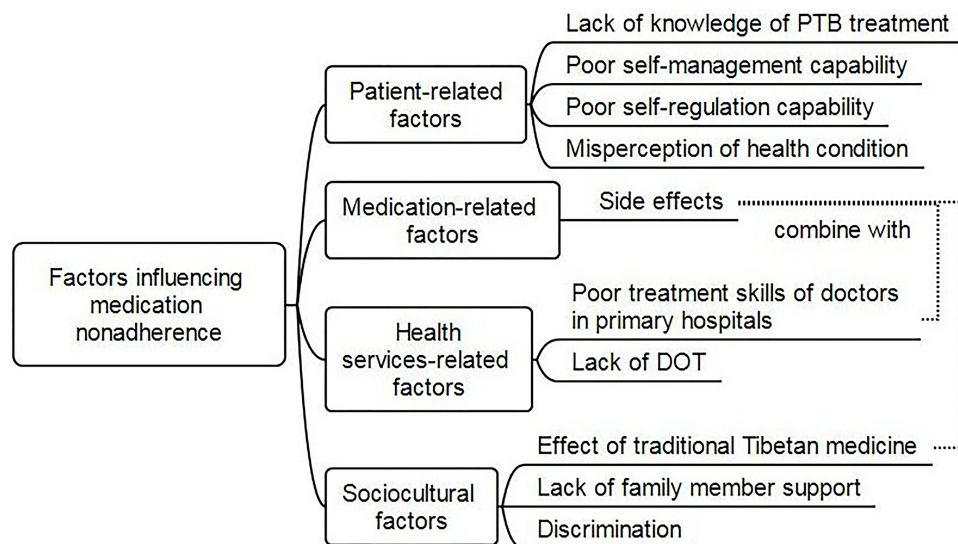 Factors influencing
medication
nonadherence
Patient-related
factors
Lack of knowledge of PTB treatment
Poor self-management capability
Poor self-regulation capability
Misperception of health condition
Medication-related
factors
Side effects
combine with
Health
services-related
factors
Poor treatment skills of doctors
in primary hospitals
Lack of DOT
Sociocultural
factors
Effect of traditional Tibetan medicine
Lack of family member support
Discrimination